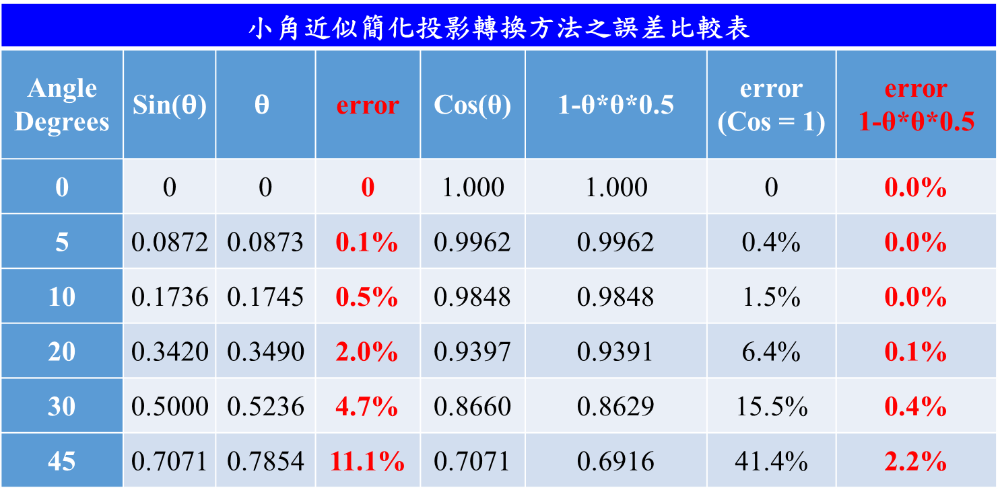 小角近似簡化投影轉換方法之誤差比較表
Angle Degrees Sin(θ) θ error Cos(θ) 1-θ*θ*0.5 error (Cos = 1) error 1-θ*θ*0.5
0 0 0 0 1.000 1.000 0 0.0%
5 0.0872 0.0873 0.1% 0.9962 0.9962 0.4% 0.0%
10 0.1736 0.1745 0.5% 0.9848 0.9848 1.5% 0.0%
20 0.3420 0.3490 2.0% 0.9397 0.9391 6.4% 0.1%
30 0.5000 0.5236 4.7% 0.8660 0.8629 15.5% 0.4%
45 0.7071 0.7854 11.1% 0.7071 0.6916 41.4% 2.2%